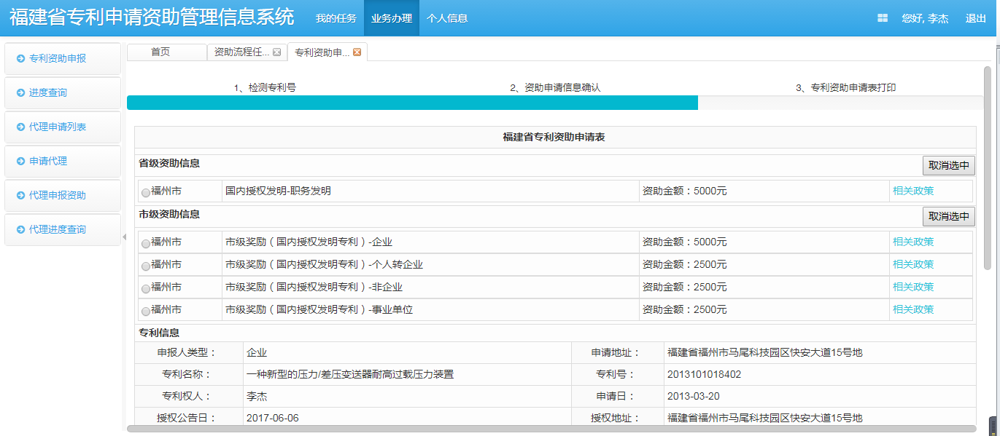 福建省专利申请资助管理信息系统 我的任务 业务办理 个人信息 您好, 李杰 退出
专利资助申报
进度查询
代理申请列表
申请代理
代理申报资助
代理进度查询
首页 资助流程任... 专利资助申...
1、检测专利号 2、资助申请信息确认 3、专利资助申请表打印
福建省专利资助申请表
省级资助信息 取消选中
福州市 国内授权发明-职务发明 资助金额：5000元 相关政策
市级资助信息 取消选中
福州市 市级奖励（国内授权发明专利）-企业 资助金额：5000元 相关政策
福州市 市级奖励（国内授权发明专利）-个人转企业 资助金额：2500元 相关政策
福州市 市级奖励（国内授权发明专利）-非企业 资助金额：2500元 相关政策
福州市 市级奖励（国内授权发明专利）-事业单位 资助金额：2500元 相关政策
专利信息
申报人类型： 企业 申请地址： 福建省福州市马尾科技园区快安大道15号地
专利名称： 一种新型的压力/差压变送器耐高过载压力装置 专利号： 2013101018402
专利权人： 李杰 申请日： 2013-03-20
授权公告日： 2017-06-06 授权地址： 福建省福州市马尾科技园区快安大道15号地